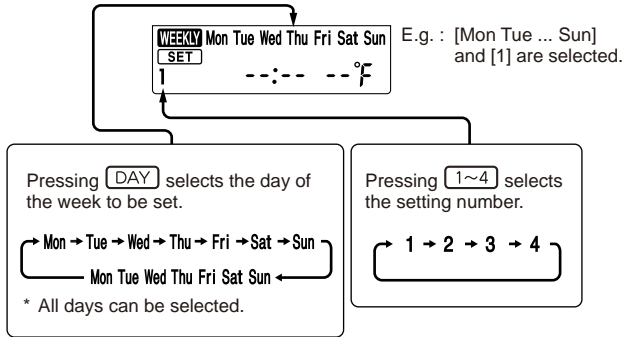 WEEKLY Mon Tue Wed Thu Fri Sat Sun
SET
1 --:-- --°F
E.g. : [Mon Tue ... Sun]
and [1] are selected.
Pressing DAY selects the day of
the week to be set.
Mon → Tue → Wed → Thu → Fri → Sat → Sun
Mon Tue Wed Thu Fri Sat Sun
* All days can be selected.
Pressing 1~4 selects
the setting number.
1 → 2 → 3 → 4